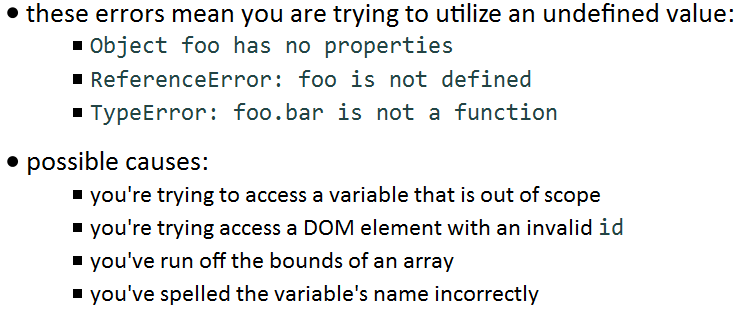 • these errors mean you are trying to utilize an undefined value:
▪ Object foo has no properties
▪ ReferenceError: foo is not defined
▪ TypeError: foo.bar is not a function
• possible causes:
▪ you're trying to access a variable that is out of scope
▪ you're trying access a DOM element with an invalid id
▪ you've run off the bounds of an array
▪ you've spelled the variable's name incorrectly